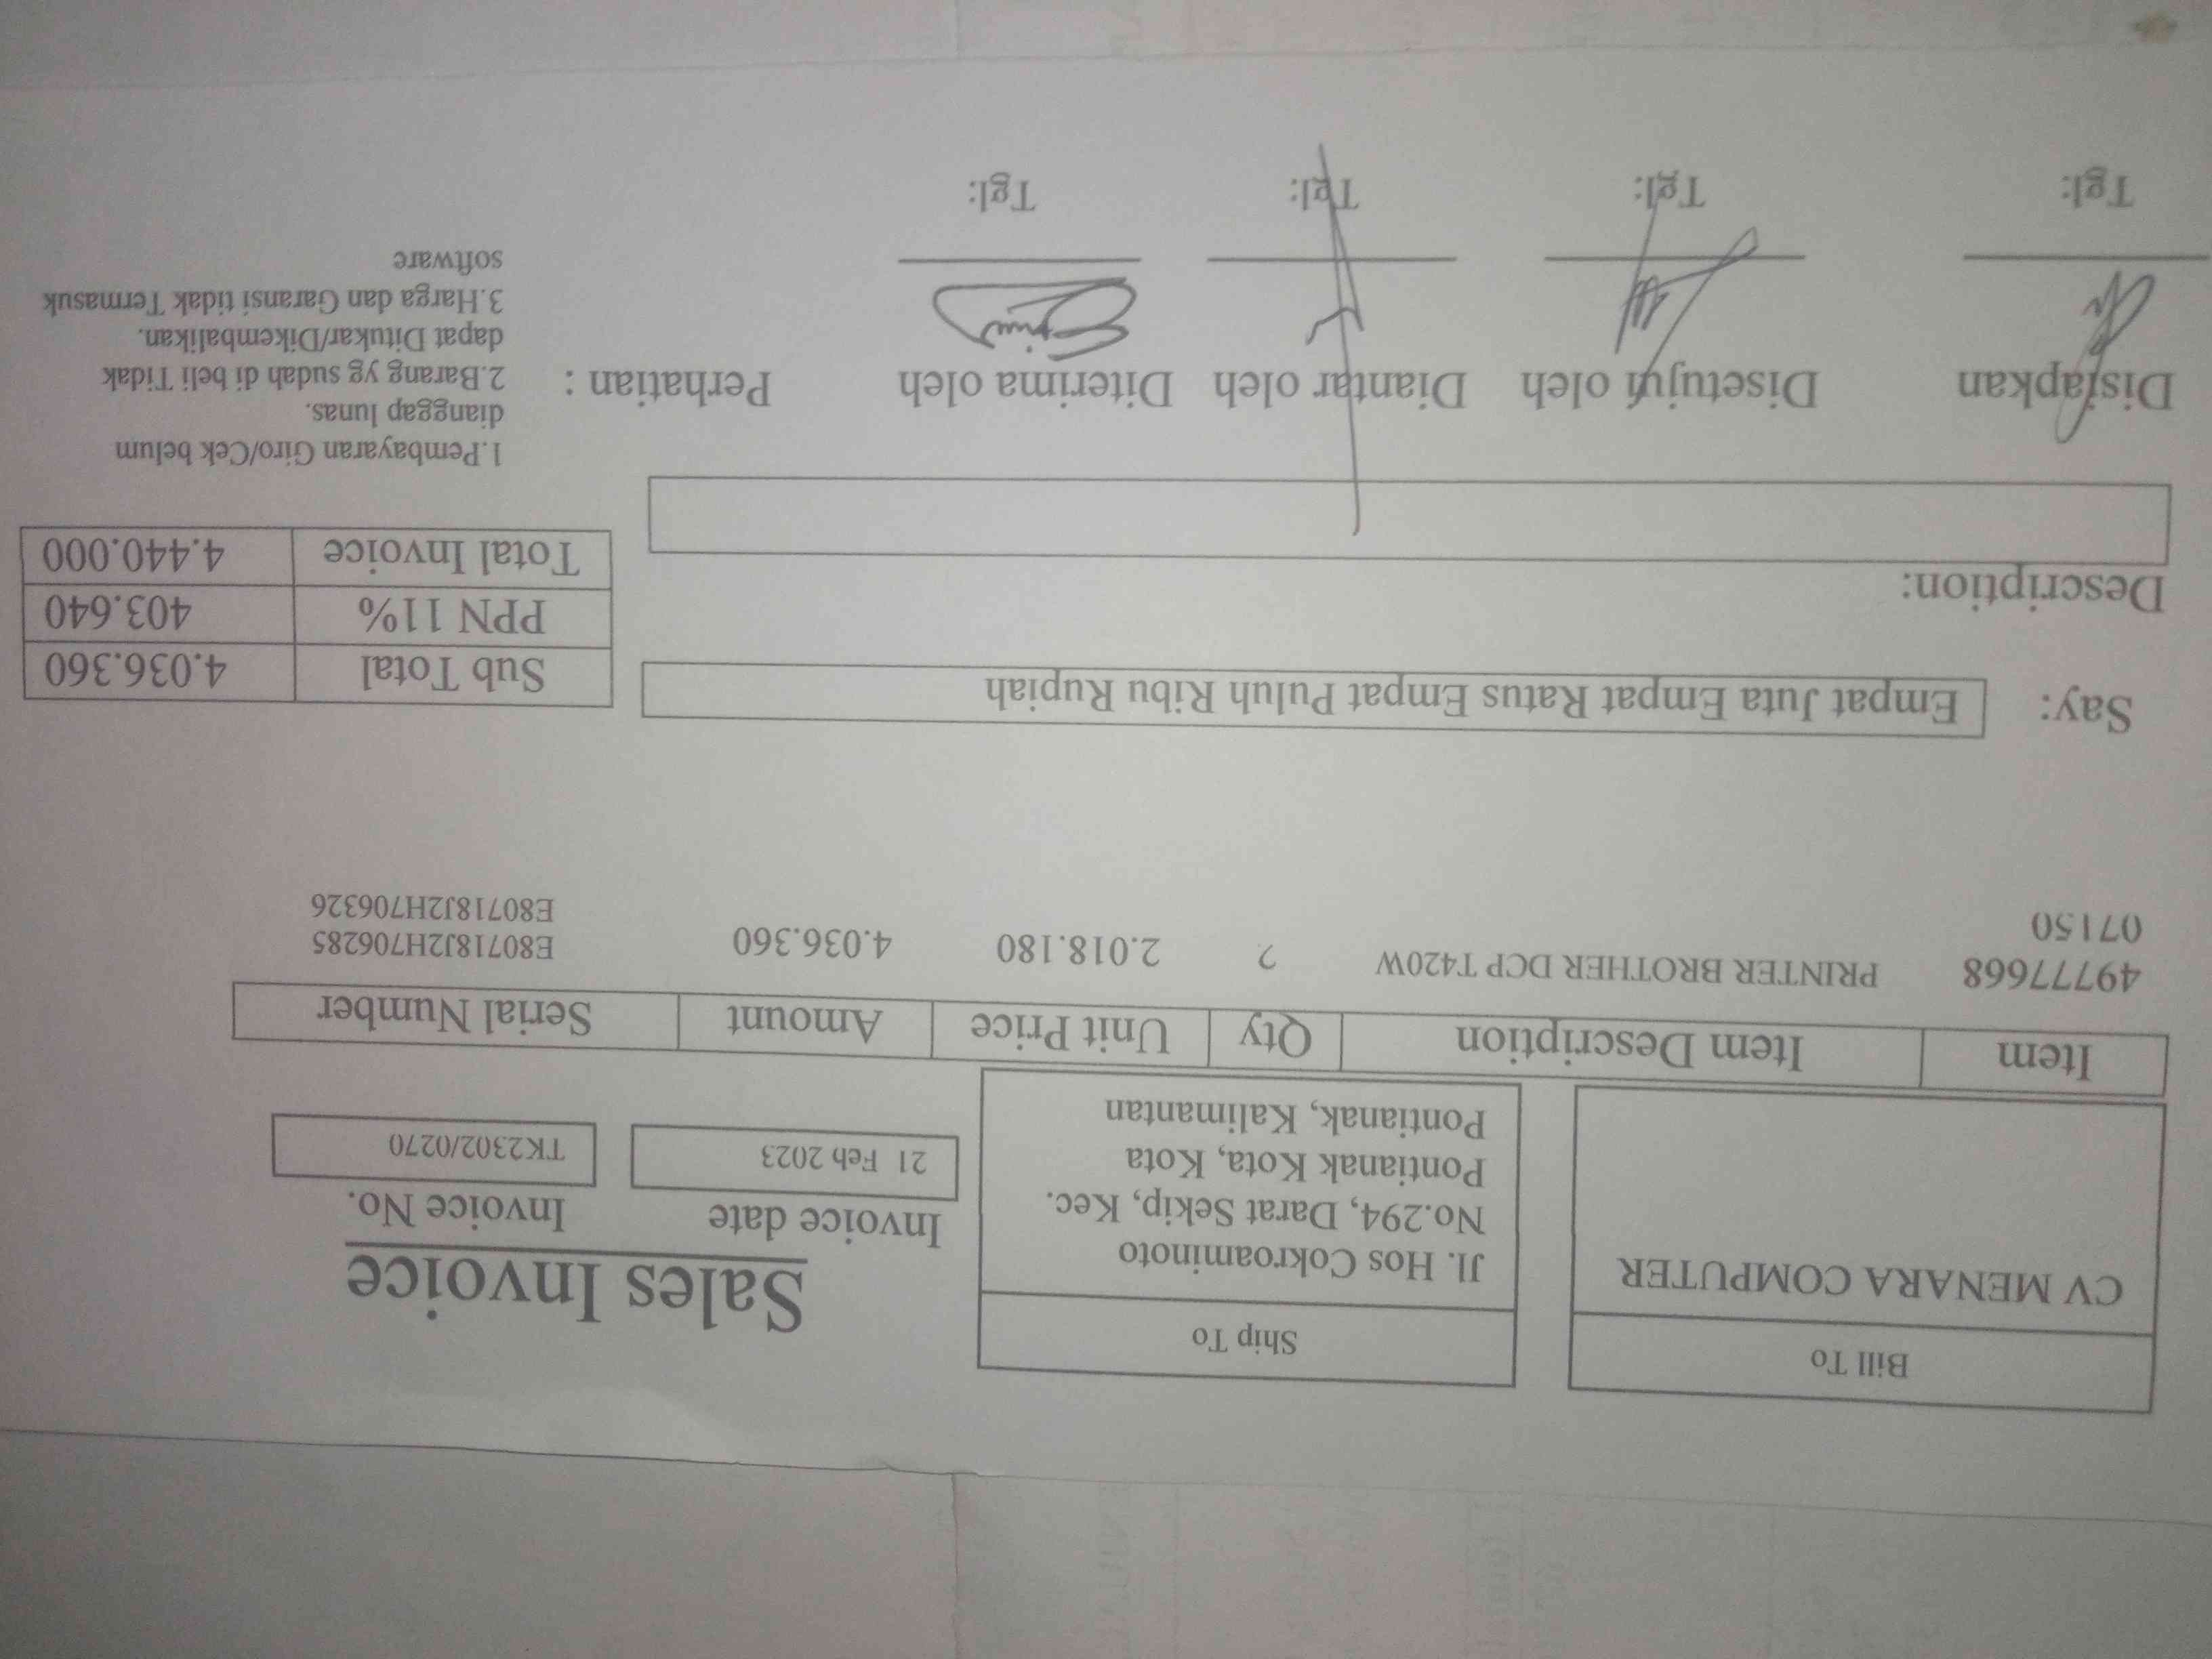 Bill To
CV MENARA COMPUTER
Ship To
Jl. Hos Cokroaminoto
No.294, Darat Sekip, Kec.
Pontianak Kota, Kota
Pontianak, Kalimantan
Sales Invoice
Invoice date
21 Feb 2023
Invoice No.
TK2302/0270
Item Item Description Qty Unit Price Amount Serial Number
49777668 PRINTER BROTHER DCP T420W 2 2.018.180 4.036.360 E80718J2H706285
07150 E80718J2H706326
Say: Empat Juta Empat Ratus Empat Puluh Ribu Rupiah
Sub Total 4.036.360
PPN 11% 403.640
Total Invoice 4.440.000
Description:
Disiapkan Disetujui oleh Diantar oleh Diterima oleh Perhatian :
1.Pembayaran Giro/Cek belum
dianggap lunas.
2.Barang yg sudah di beli Tidak
dapat Ditukar/Dikembalikan.
3.Harga dan Garansi tidak Termasuk
software
Tgl: Tgl: Tgl: Tgl: